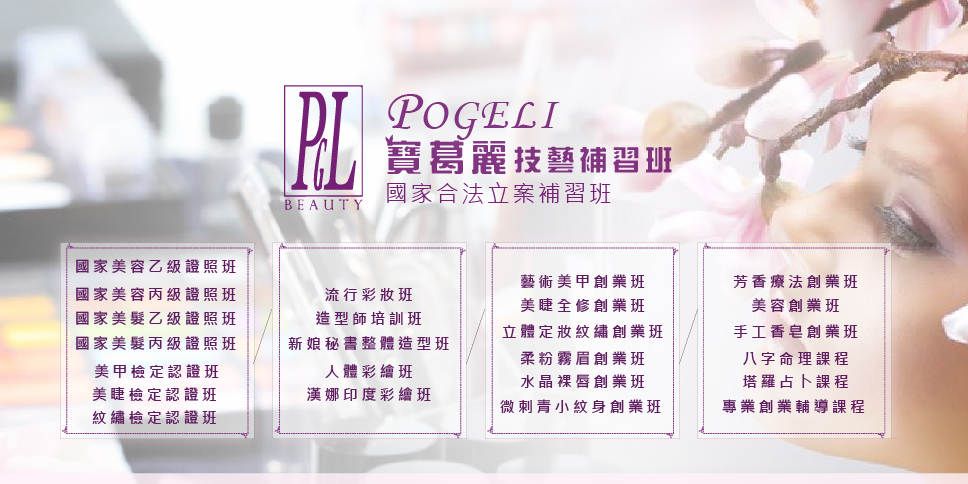 PGL
BEAUTY
POGELI
寶葛麗技藝補習班
國家合法立案補習班
國家美容乙級證照班
國家美容丙級證照班
國家美髮乙級證照班
國家美髮丙級證照班
美甲檢定認證班
美睫檢定認證班
紋繡檢定認證班
流行彩妝班
造型師培訓班
新娘秘書整體造型班
人體彩繪班
漢娜印度彩繪班
藝術美甲創業班
美睫全修創業班
立體定妝紋繡創業班
柔粉霧眉創業班
水晶裸唇創業班
微刺青小紋身創業班
芳香療法創業班
美容創業班
手工香皂創業班
八字命理課程
塔羅占卜課程
專業創業輔導課程